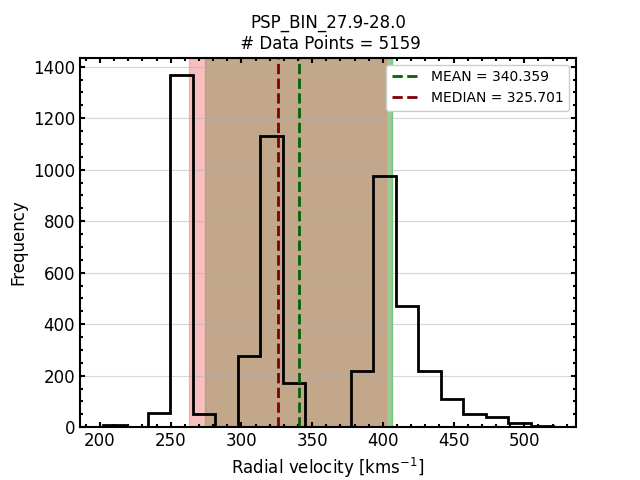 PSP_BIN_27.9-28.0
# Data Points = 5159
MEAN = 340.359
MEDIAN = 325.701
1400
1200
1000
800
600
400
200
0
Frequency
200 250 300 350 400 450 500
Radial velocity [kms⁻¹]